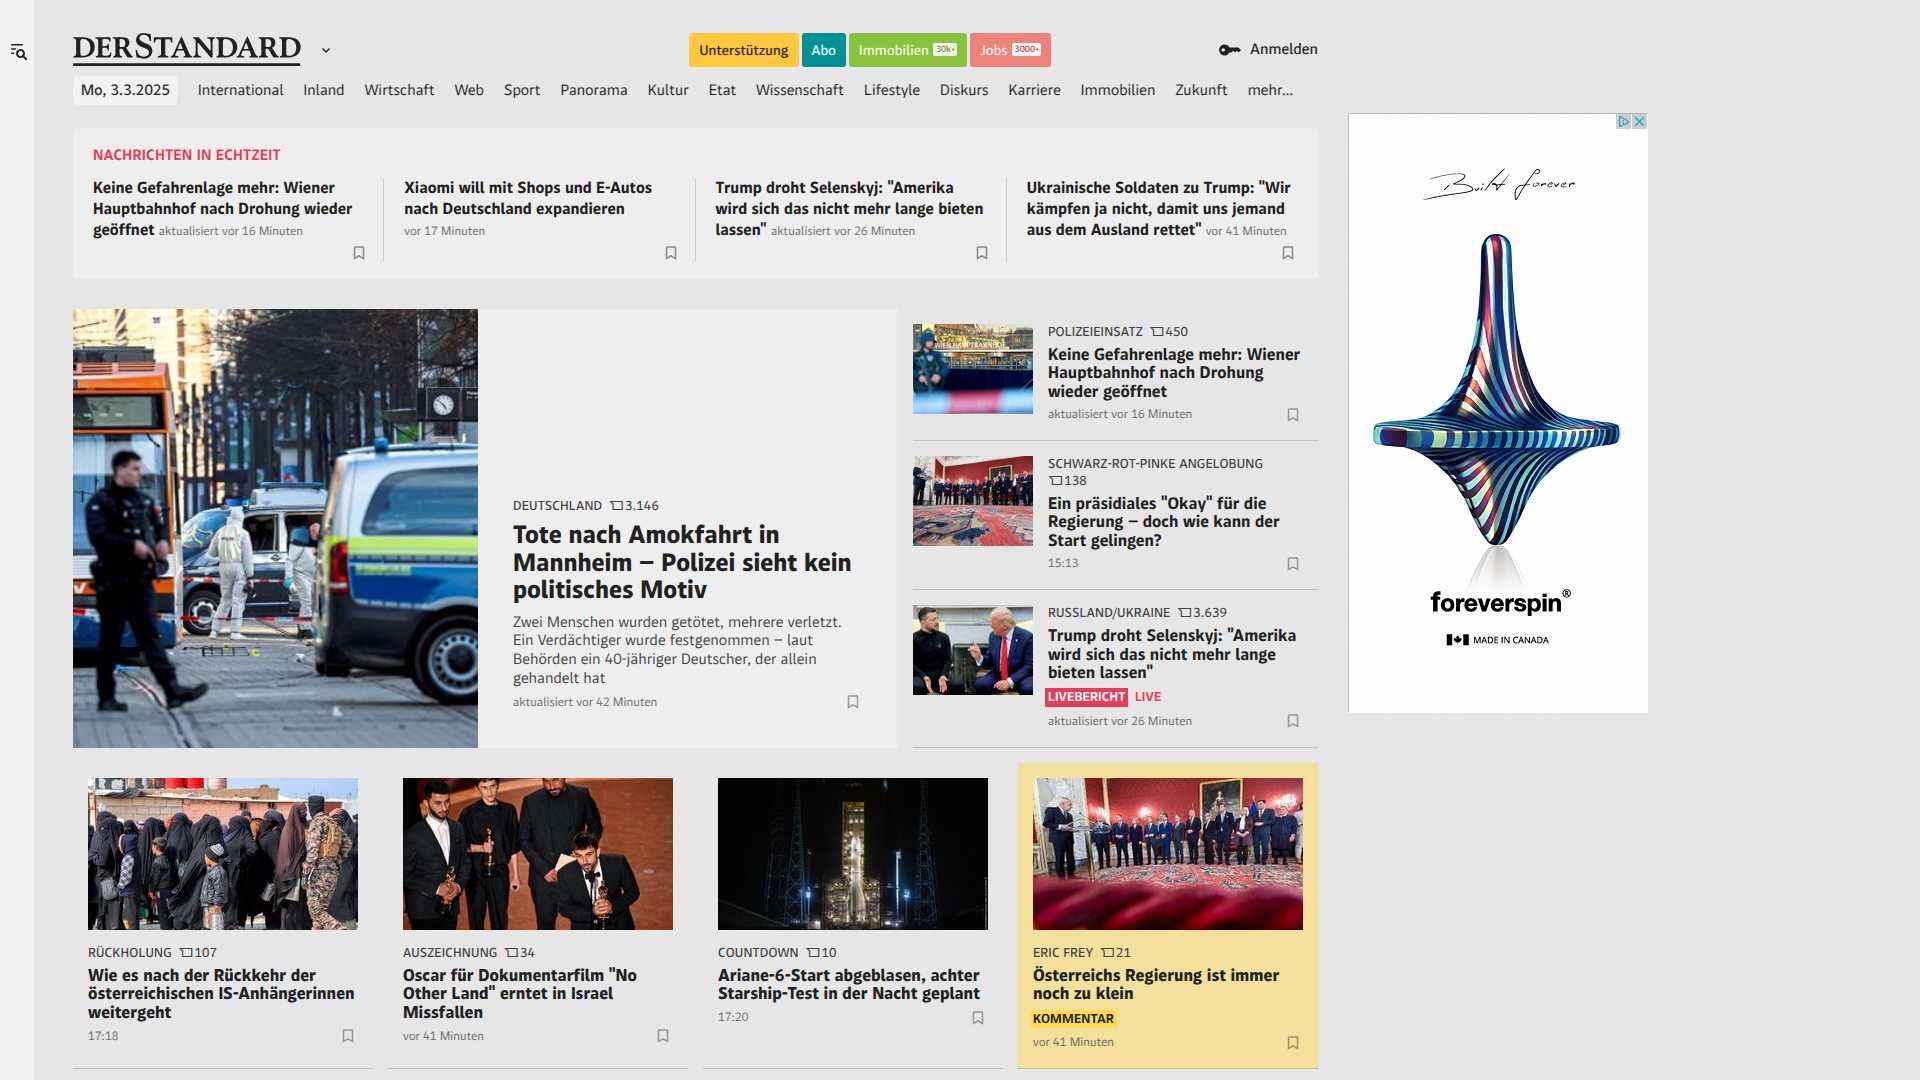 DERSTANDARD
Unterstützung Abo Immobilien 30k+ Jobs 3000+
Anmelden
Mo, 3.3.2025 International Inland Wirtschaft Web Sport Panorama Kultur Etat Wissenschaft Lifestyle Diskurs Karriere Immobilien Zukunft mehr...
NACHRICHTEN IN ECHTZEIT
Keine Gefahrenlage mehr: Wiener
Hauptbahnhof nach Drohung wieder
geöffnet aktualisiert vor 16 Minuten
Xiaomi will mit Shops und E-Autos
nach Deutschland expandieren
vor 17 Minuten
Trump droht Selenskyj: "Amerika
wird sich das nicht mehr lange bieten
lassen" aktualisiert vor 26 Minuten
Ukrainische Soldaten zu Trump: "Wir
kämpfen ja nicht, damit uns jemand
aus dem Ausland rettet" vor 41 Minuten
DEUTSCHLAND 3.146
Tote nach Amokfahrt in
Mannheim – Polizei sieht kein
politisches Motiv
Zwei Menschen wurden getötet, mehrere verletzt.
Ein Verdächtiger wurde festgenommen – laut
Behörden ein 40-jähriger Deutscher, der allein
gehandelt hat
aktualisiert vor 42 Minuten
WIEN HAUPTBAHNHOF
POLIZEIEINSATZ 450
Keine Gefahrenlage mehr: Wiener
Hauptbahnhof nach Drohung
wieder geöffnet
aktualisiert vor 16 Minuten
SCHWARZ-ROT-PINKE ANGELOBUNG
138
Ein präsidiales "Okay" für die
Regierung – doch wie kann der
Start gelingen?
15:13
RUSSLAND/UKRAINE 3.639
Trump droht Selenskyj: "Amerika
wird sich das nicht mehr lange
bieten lassen"
LIVEBERICHT LIVE
aktualisiert vor 26 Minuten
RÜCKHOLUNG 107
Wie es nach der Rückkehr der
österreichischen IS-Anhängerinnen
weitergeht
17:18
AUSZEICHNUNG 34
Oscar für Dokumentarfilm "No
Other Land" erntet in Israel
Missfallen
vor 41 Minuten
COUNTDOWN 10
Ariane-6-Start abgeblasen, achter
Starship-Test in der Nacht geplant
17:20
ERIC FREY 21
Österreichs Regierung ist immer
noch zu klein
KOMMENTAR
vor 41 Minuten
Built forever
foreverspin®
MADE IN CANADA